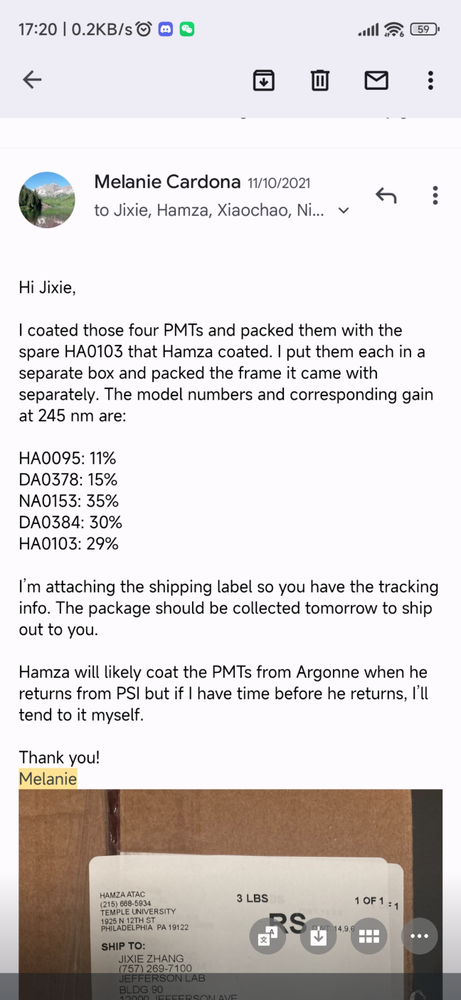 17:20 | 0.2KB/s
59
Melanie Cardona 11/10/2021
to Jixie, Hamza, Xiaochao, Ni...
Hi Jixie,
I coated those four PMTs and packed them with the
spare HA0103 that Hamza coated. I put them each in a
separate box and packed the frame it came with
separately. The model numbers and corresponding gain
at 245 nm are:
HA0095: 11%
DA0378: 15%
NA0153: 35%
DA0384: 30%
HA0103: 29%
I'm attaching the shipping label so you have the tracking
info. The package should be collected tomorrow to ship
out to you.
Hamza will likely coat the PMTs from Argonne when he
returns from PSI but if I have time before he returns, I'll
tend to it myself.
Thank you!
Melanie
HAMZA ATAC
(215) 668-5934
TEMPLE UNIVERSITY
1925 N 12TH ST
PHILADELPHIA PA 19122
3 LBS
1 OF 1
RS
14,9,6
SHIP TO:
JIXIE ZHANG
(757) 269-7100
JEFFERSON LAB
BLDG 90
12000 JEFFERSON AVE